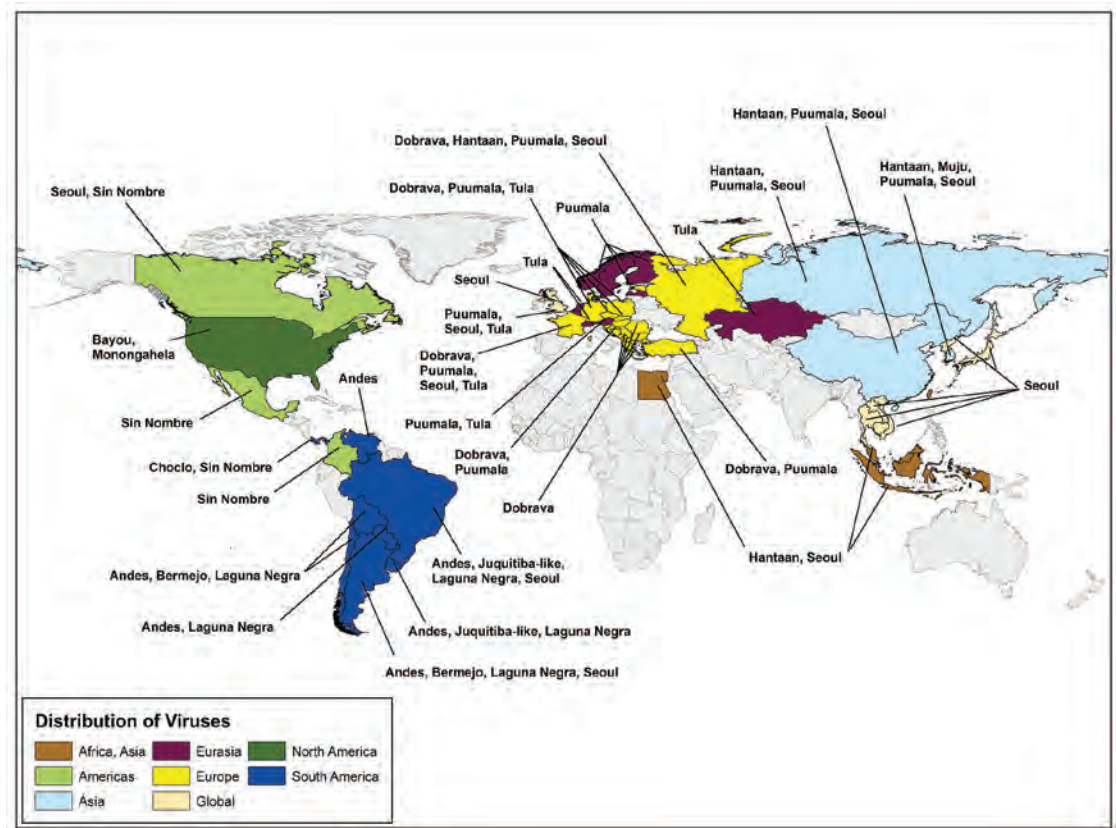 Hantaan, Puumala, Seoul
Dobrava, Hantaan, Puumala, Seoul
Hantaan,
Puumala, Seoul
Hantaan, Muju,
Puumala, Seoul
Seoul, Sin Nombre
Dobrava, Puumala, Tula
Puumala
Tula
Tula
Seoul
Puumala,
Seoul, Tula
Bayou,
Monongahela
Dobrava,
Puumala,
Seoul, Tula
Andes
Seoul
Sin Nombre
Puumala, Tula
Choclo, Sin Nombre
Dobrava,
Puumala
Dobrava, Puumala
Sin Nombre
Dobrava
Hantaan, Seoul
Andes, Juquitiba-like,
Laguna Negra, Seoul
Andes, Bermejo, Laguna Negra
Andes, Laguna Negra
Andes, Juquitiba-like, Laguna Negra
Andes, Bermejo, Laguna Negra, Seoul
Distribution of Viruses
Africa, Asia
Eurasia
North America
Americas
Europe
South America
Asia
Global